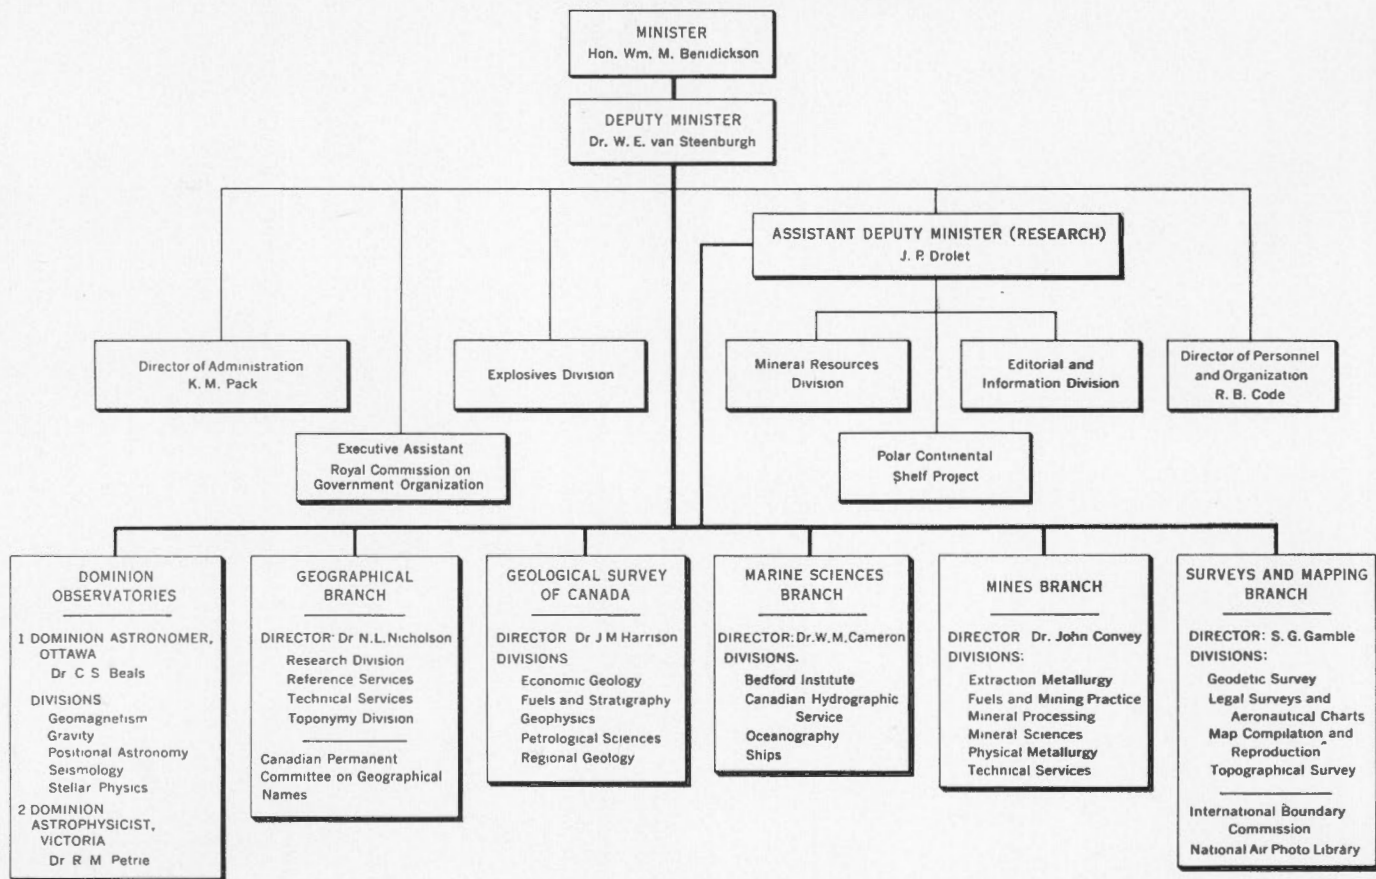 MINISTER
Hon. Wm. M. Benidickson
DEPUTY MINISTER
Dr. W. E. van Steenburgh
ASSISTANT DEPUTY MINISTER (RESEARCH)
J. P. Drolet
Director of Administration
K. M. Pack
Explosives Division
Mineral Resources
Division
Editorial and
Information Division
Director of Personnel
and Organization
R. B. Code
Executive Assistant
Royal Commission on
Government Organization
Polar Continental
Shelf Project
DOMINION
OBSERVATORIES
1 DOMINION ASTRONOMER,
OTTAWA
Dr C S Beals
DIVISIONS
Geomagnetism
Gravity
Positional Astronomy
Seismology
Stellar Physics
2 DOMINION
ASTROPHYSICIST,
VICTORIA
Dr R M Petrie
GEOGRAPHICAL
BRANCH
DIRECTOR: Dr N.L. Nicholson
Research Division
Reference Services
Technical Services
Toponymy Division
Canadian Permanent
Committee on Geographical
Names
GEOLOGICAL SURVEY
OF CANADA
DIRECTOR Dr J M Harrison
DIVISIONS
Economic Geology
Fuels and Stratigraphy
Geophysics
Petrological Sciences
Regional Geology
MARINE SCIENCES
BRANCH
DIRECTOR: Dr. W. M. Cameron
DIVISIONS.
Bedford Institute
Canadian Hydrographic
Service
Oceanography
Ships
MINES BRANCH
DIRECTOR Dr. John Convey
DIVISIONS:
Extraction Metallurgy
Fuels and Mining Practice
Mineral Processing
Mineral Sciences
Physical Metallurgy
Technical Services
SURVEYS AND MAPPING
BRANCH
DIRECTOR: S. G. Gamble
DIVISIONS:
Geodetic Survey
Legal Surveys and
Aeronautical Charts
Map Compilation and
Reproduction
Topographical Survey
International Boundary
Commission
National Air Photo Library